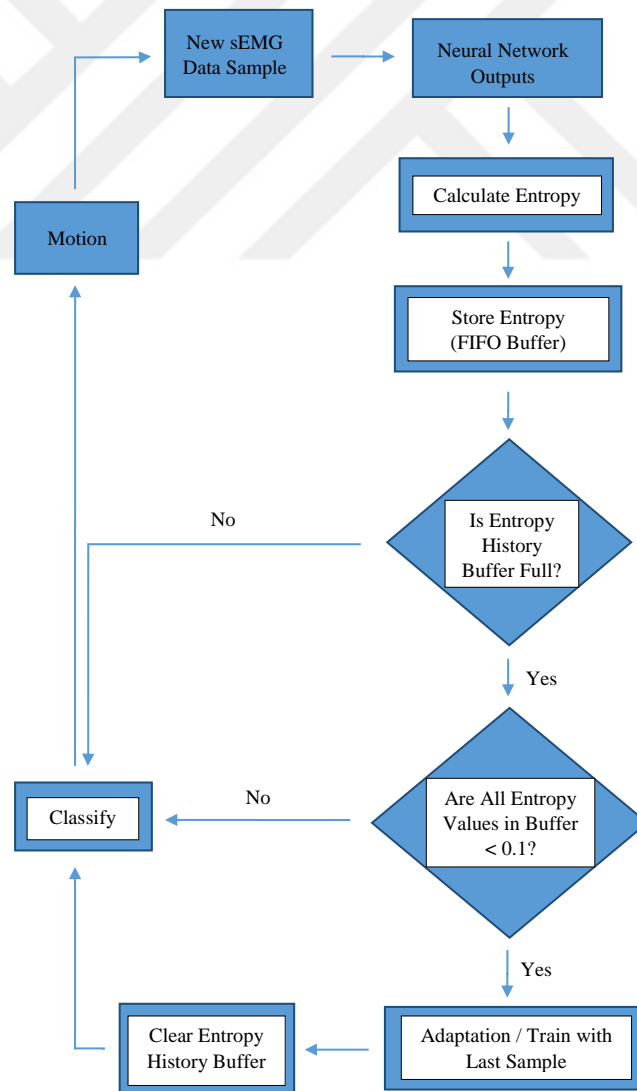 New sEMG
Data Sample
Neural Network
Outputs
Calculate Entropy
Motion
Store Entropy
(FIFO Buffer)
No
Is Entropy
History
Buffer Full?
Yes
No
Classify
Are All Entropy
Values in Buffer
< 0.1?
Yes
Clear Entropy
History Buffer
Adaptation / Train with
Last Sample